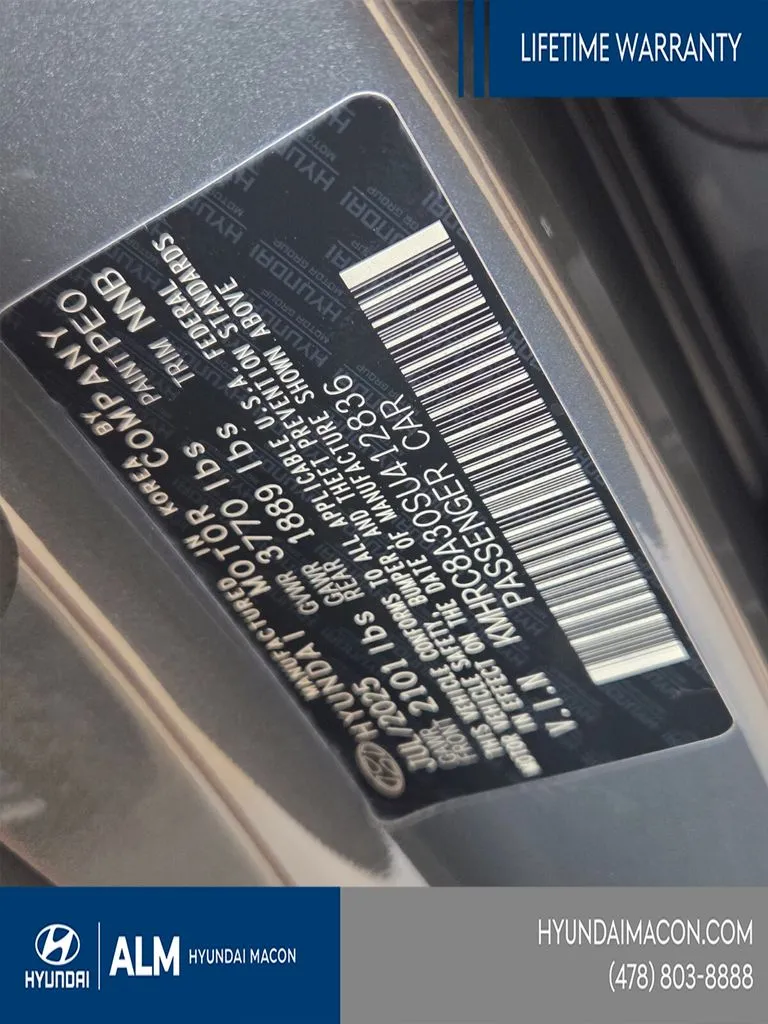 LIFETIME WARRANTY
MANUFACTURED IN KOREA BY
HYUNDAI MOTOR COMPANY
JUL/2025 GVWR 3770 lbs PAINT PEO
GAWR FRONT 2101 lbs GAWR REAR 1889 lbs TRIM NNB
THIS VEHICLE CONFORMS TO ALL APPLICABLE U.S.A. FEDERAL
MOTOR VEHICLE SAFETY, BUMPER, AND THEFT PREVENTION STANDARDS
IN EFFECT ON THE DATE OF MANUFACTURE SHOWN ABOVE
V.I.N KMHRC8A30SU412836
PASSENGER CAR
HYUNDAI
ALM HYUNDAI MACON
HYUNDAIMACON.COM
(478) 803-8888